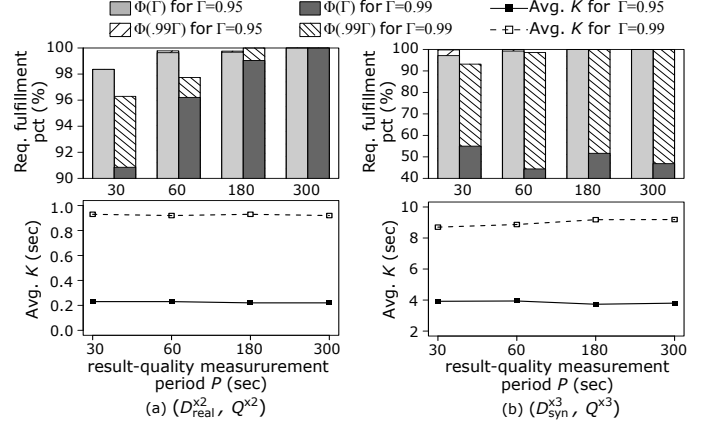 Φ(Γ) for Γ=0.95 Φ(Γ) for Γ=0.99 Avg. K for Γ=0.95
Φ(.99Γ) for Γ=0.95 Φ(.99Γ) for Γ=0.99 Avg. K for Γ=0.99
Req. fulfillment
pct (%)
100
98
96
94
92
90
30 60 180 300
Req. fulfillment
pct (%)
100
90
80
70
60
50
40
30 60 180 300
Avg. K (sec)
1.0
0.8
0.6
0.4
0.2
0.0
30 60 180 300
result-quality measururement
period P (sec)
(a) (D^x2_real , Q^x2)
Avg. K (sec)
10
8
6
4
2
30 60 180 300
result-quality measururement
period P (sec)
(b) (D^x3_syn , Q^x3)